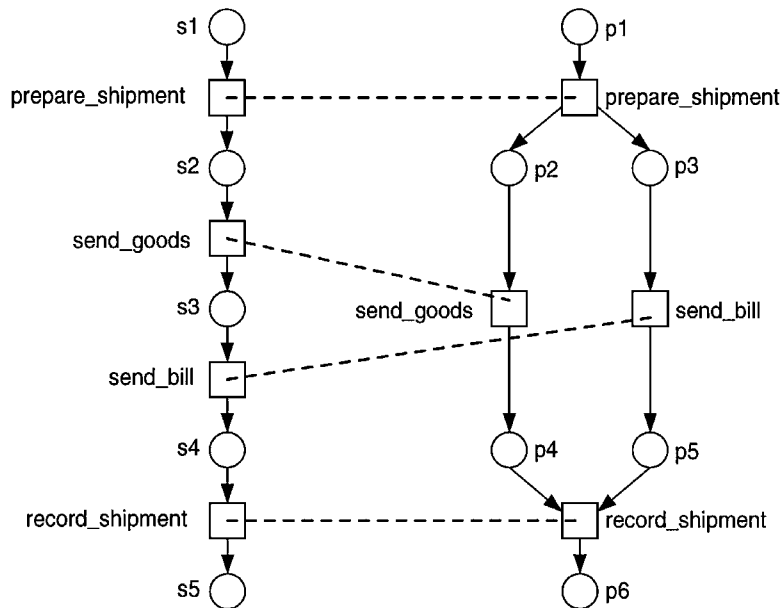 s1
p1
prepare_shipment
prepare_shipment
s2
p2
p3
send_goods
s3
send_goods
send_bill
send_bill
s4
p4
p5
record_shipment
record_shipment
s5
p6